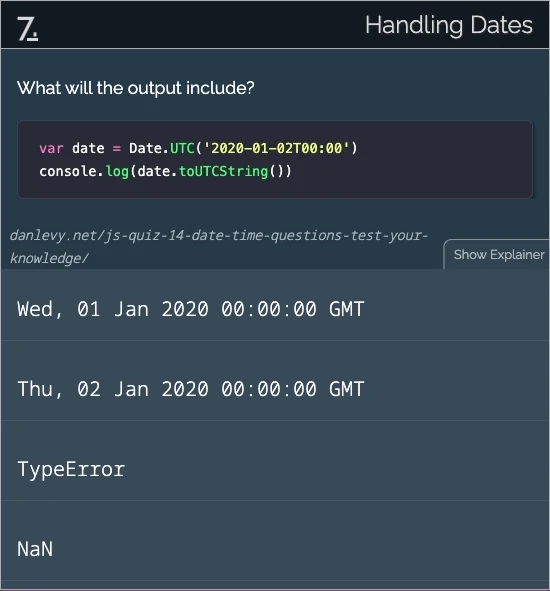 7.
Handling Dates
What will the output include?
var date = Date.UTC('2020-01-02T00:00')
console.log(date.toUTCString())
danlevy.net/js-quiz-14-date-time-questions-test-your-
knowledge/
Show Explainer
Wed, 01 Jan 2020 00:00:00 GMT
Thu, 02 Jan 2020 00:00:00 GMT
TypeError
NaN